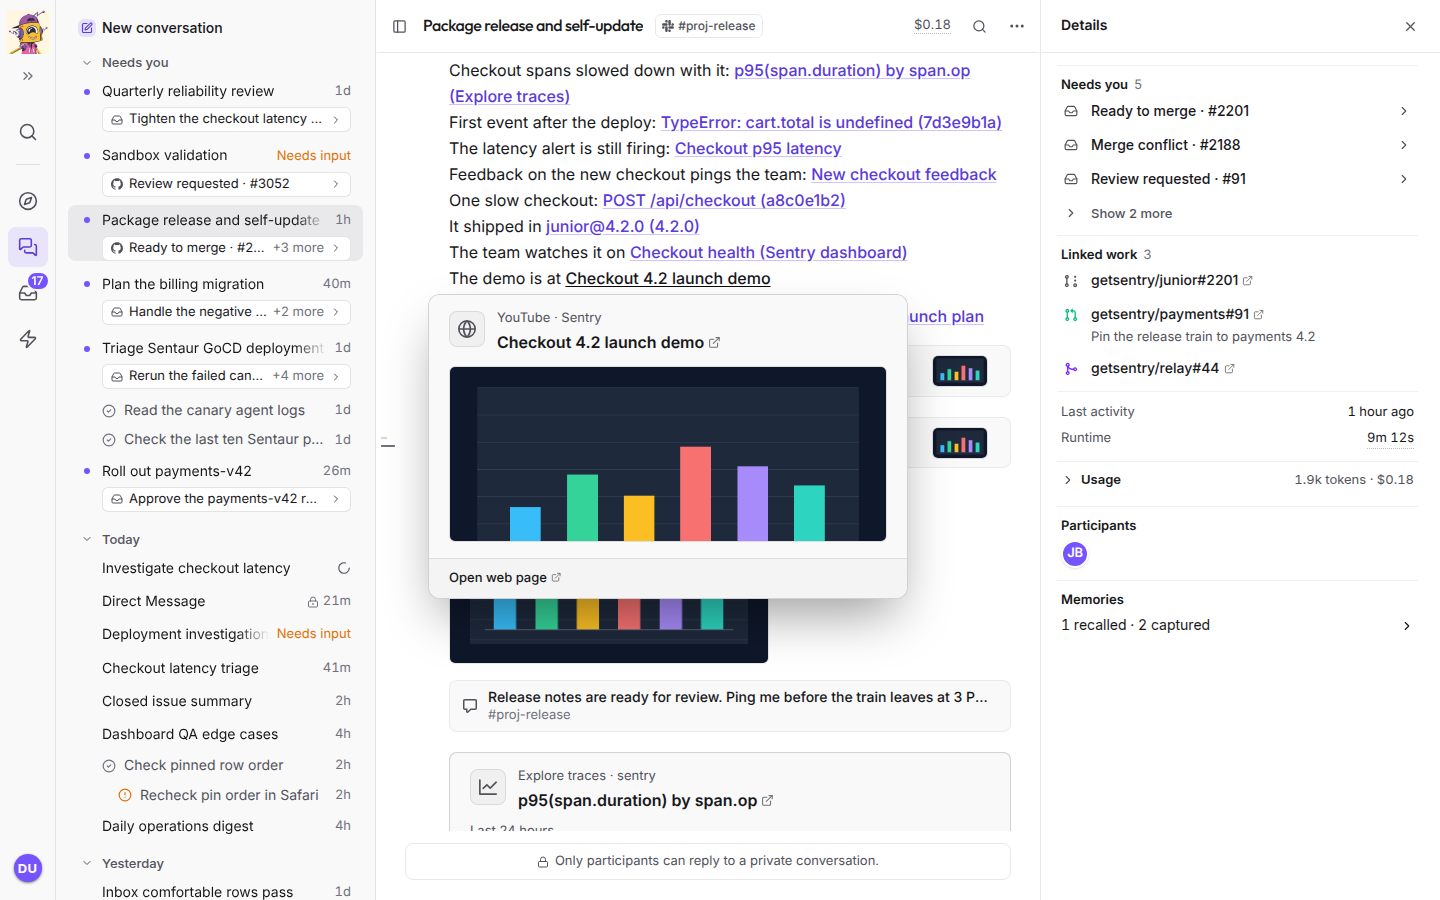 New conversation
Needs you
Quarterly reliability review 1d
Tighten the checkout latency ...
Sandbox validation Needs input
Review requested · #3052
Package release and self-update 1h
Ready to merge · #2... +3 more
Plan the billing migration 40m
Handle the negative ... +2 more
Triage Sentaur GoCD deployment 1d
Rerun the failed can... +4 more
Read the canary agent logs 1d
Check the last ten Sentaur p... 1d
Roll out payments-v42 26m
Approve the payments-v42 r...
Today
Investigate checkout latency
Direct Message 21m
Deployment investigation Needs input
Checkout latency triage 41m
Closed issue summary 2h
Dashboard QA edge cases 4h
Check pinned row order 2h
Recheck pin order in Safari 2h
Daily operations digest 4h
Yesterday
Inbox comfortable rows pass 1d
17
DU
Package release and self-update #proj-release $0.18
Checkout spans slowed down with it: p95(span.duration) by span.op
(Explore traces)
First event after the deploy: TypeError: cart.total is undefined (7d3e9b1a)
The latency alert is still firing: Checkout p95 latency
Feedback on the new checkout pings the team: New checkout feedback
One slow checkout: POST /api/checkout (a8c0e1b2)
It shipped in junior@4.2.0 (4.2.0)
The team watches it on Checkout health (Sentry dashboard)
The demo is at Checkout 4.2 launch demo
unch plan
YouTube · Sentry
Checkout 4.2 launch demo
Open web page
Release notes are ready for review. Ping me before the train leaves at 3 P...
#proj-release
Explore traces · sentry
p95(span.duration) by span.op
Last 24 hours
Only participants can reply to a private conversation.
Details
Needs you 5
Ready to merge · #2201
Merge conflict · #2188
Review requested · #91
Show 2 more
Linked work 3
getsentry/junior#2201
getsentry/payments#91
Pin the release train to payments 4.2
getsentry/relay#44
Last activity 1 hour ago
Runtime 9m 12s
Usage 1.9k tokens · $0.18
Participants
JB
Memories
1 recalled · 2 captured